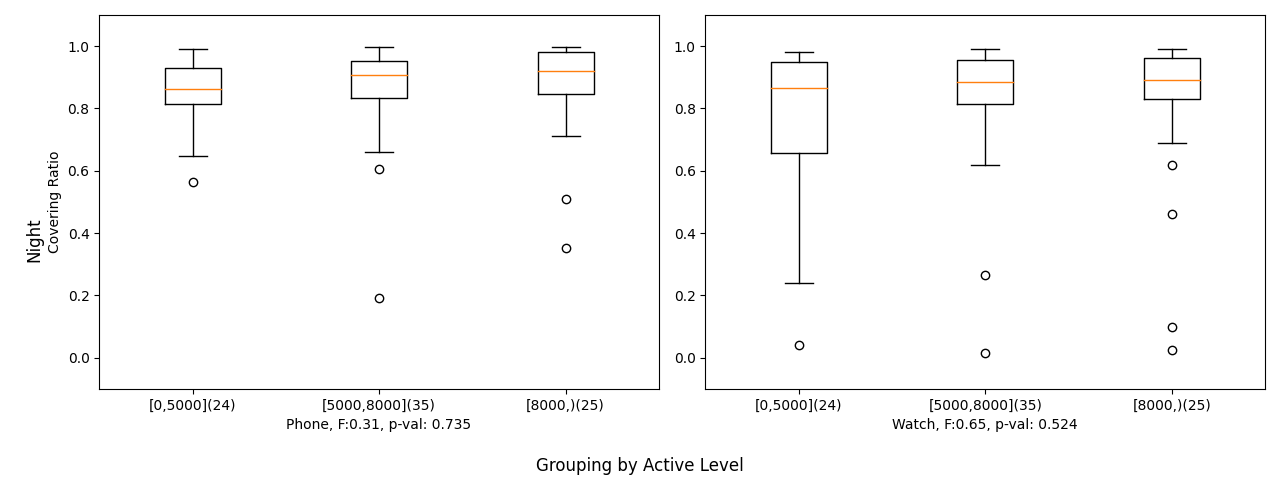 Night
Covering Ratio
1.0
0.8
0.6
0.4
0.2
0.0
[0,5000](24) [5000,8000](35) [8000,)(25)
Phone, F:0.31, p-val: 0.735
1.0
0.8
0.6
0.4
0.2
0.0
[0,5000](24) [5000,8000](35) [8000,)(25)
Watch, F:0.65, p-val: 0.524
Grouping by Active Level